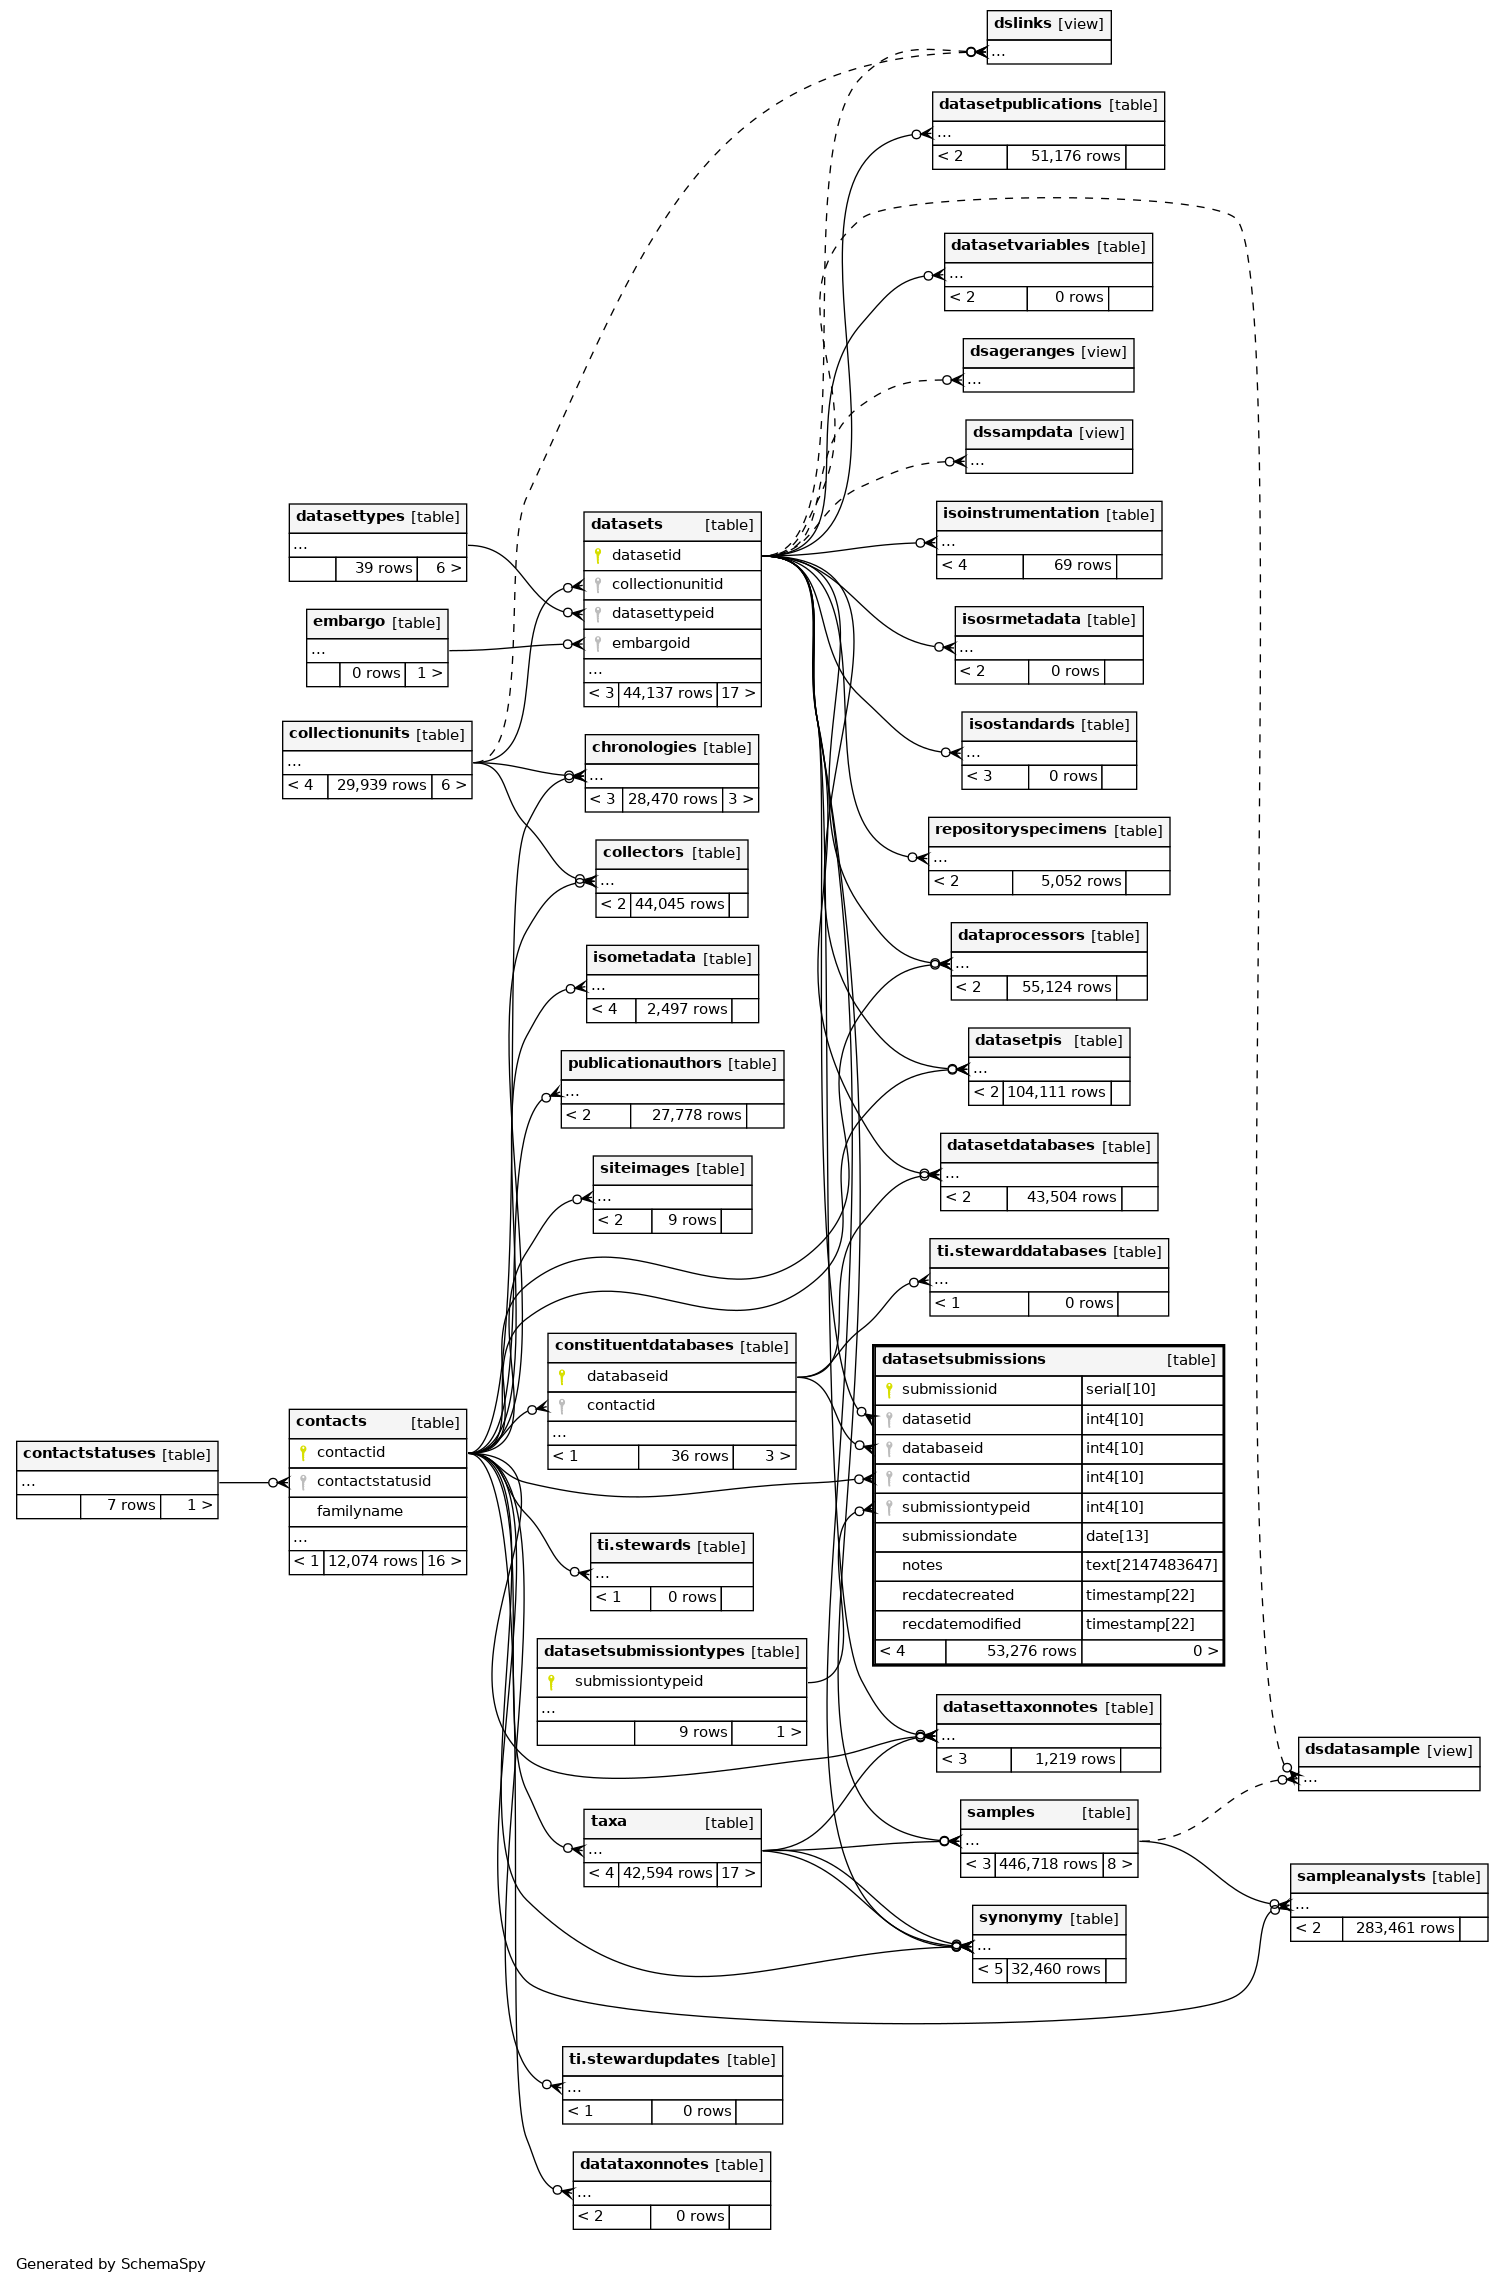 dslinks [view]
...
datasetpublications [table]
...
< 2 51,176 rows
datasetvariables [table]
...
< 2 0 rows
dsageranges [view]
...
dssampdata [view]
...
datasettypes [table]
...
39 rows 6 >
embargo [table]
...
0 rows 1 >
collectionunits [table]
...
< 4 29,939 rows 6 >
datasets [table]
datasetid
collectionunitid
datasettypeid
embargoid
...
< 3 44,137 rows 17 >
chronologies [table]
...
< 3 28,470 rows 3 >
collectors [table]
...
< 2 44,045 rows
isometadata [table]
...
< 4 2,497 rows
publicationauthors [table]
...
< 2 27,778 rows
siteimages [table]
...
< 2 9 rows
isoinstrumentation [table]
...
< 4 69 rows
isosrmetadata [table]
...
< 2 0 rows
isostandards [table]
...
< 3 0 rows
repositoryspecimens [table]
...
< 2 5,052 rows
dataprocessors [table]
...
< 2 55,124 rows
datasetpis [table]
...
< 2 104,111 rows
datasetdatabases [table]
...
< 2 43,504 rows
ti.stewarddatabases [table]
...
< 1 0 rows
constituentdatabases [table]
databaseid
contactid
...
< 1 36 rows 3 >
datasetsubmissions [table]
submissionid serial[10]
datasetid int4[10]
databaseid int4[10]
contactid int4[10]
submissiontypeid int4[10]
submissiondate date[13]
notes text[2147483647]
recdatecreated timestamp[22]
recdatemodified timestamp[22]
< 4 53,276 rows 0 >
contactstatuses [table]
...
7 rows 1 >
contacts [table]
contactid
contactstatusid
familyname
...
< 1 12,074 rows 16 >
ti.stewards [table]
...
< 1 0 rows
datasetsubmissiontypes [table]
submissiontypeid
...
9 rows 1 >
datasettaxonnotes [table]
...
< 3 1,219 rows
dsdatasample [view]
...
taxa [table]
...
< 4 42,594 rows 17 >
samples [table]
...
< 3 446,718 rows 8 >
sampleanalysts [table]
...
< 2 283,461 rows
synonymy [table]
...
< 5 32,460 rows
ti.stewardupdates [table]
...
< 1 0 rows
datataxonnotes [table]
...
< 2 0 rows
Generated by SchemaSpy